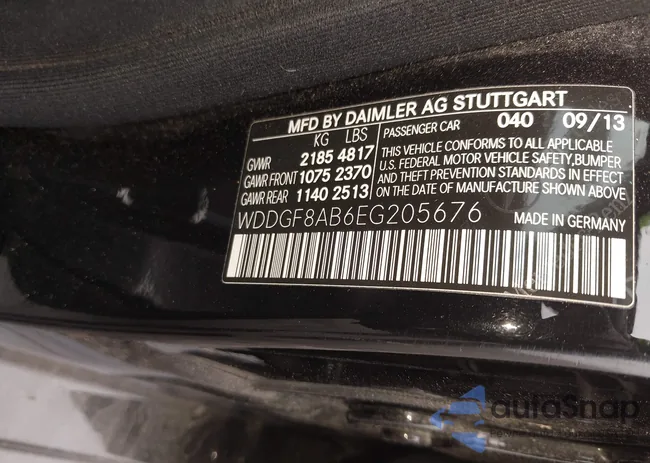 MFD BY DAIMLER AG STUTTGART
KG LBS
GVWR 2185 4817
GAWR FRONT 1075 2370
GAWR REAR 1140 2513
PASSENGER CAR 040 09/13
THIS VEHICLE CONFORMS TO ALL APPLICABLE
U.S. FEDERAL MOTOR VEHICLE SAFETY, BUMPER
AND THEFT PREVENTION STANDARDS IN EFFECT
ON THE DATE OF MANUFACTURE SHOWN ABOVE
WDDGF8AB6EG205676
MADE IN GERMANY
autoSnap